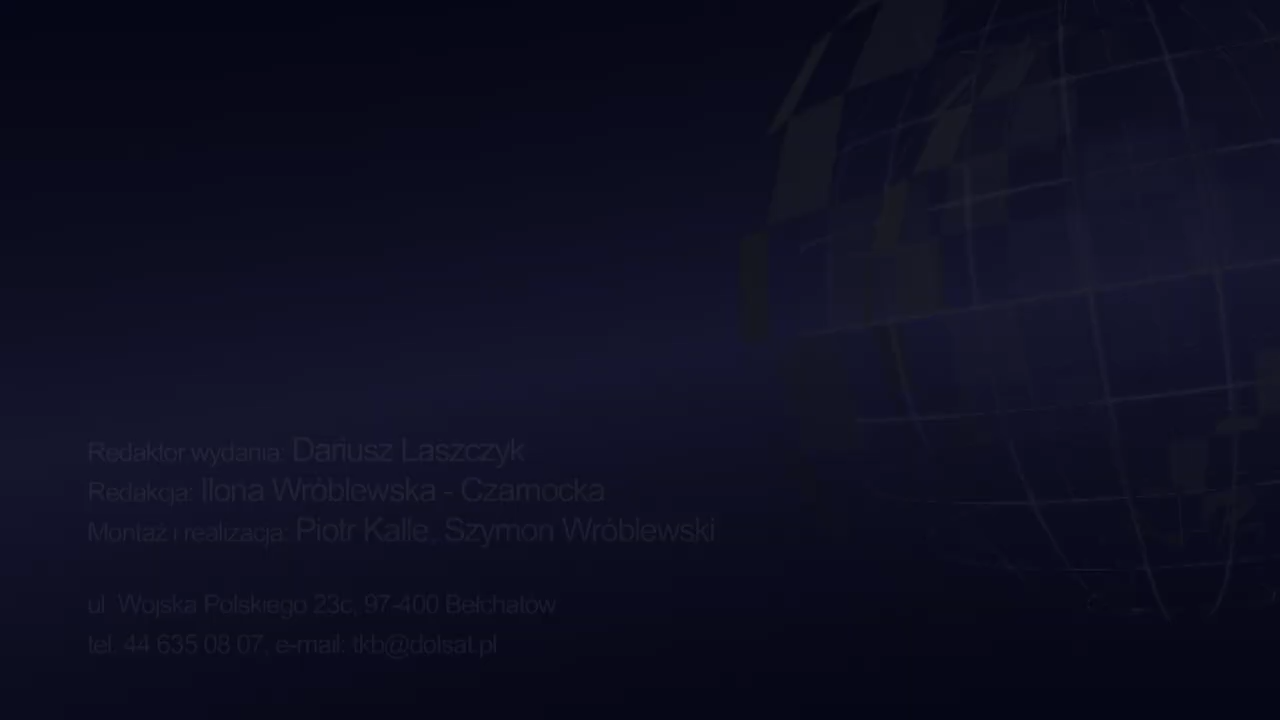 Redaktor wydania: Dariusz Laszczyk
Redakcja: Ilona Wróblewska - Czarnocka
Montaż i realizacja: Piotr Kalle, Szymon Wróblewski
ul. Wojska Polskiego 23c, 97-400 Bełchatów
tel. 44 635 08 07, e-mail: tkb@dolsat.pl